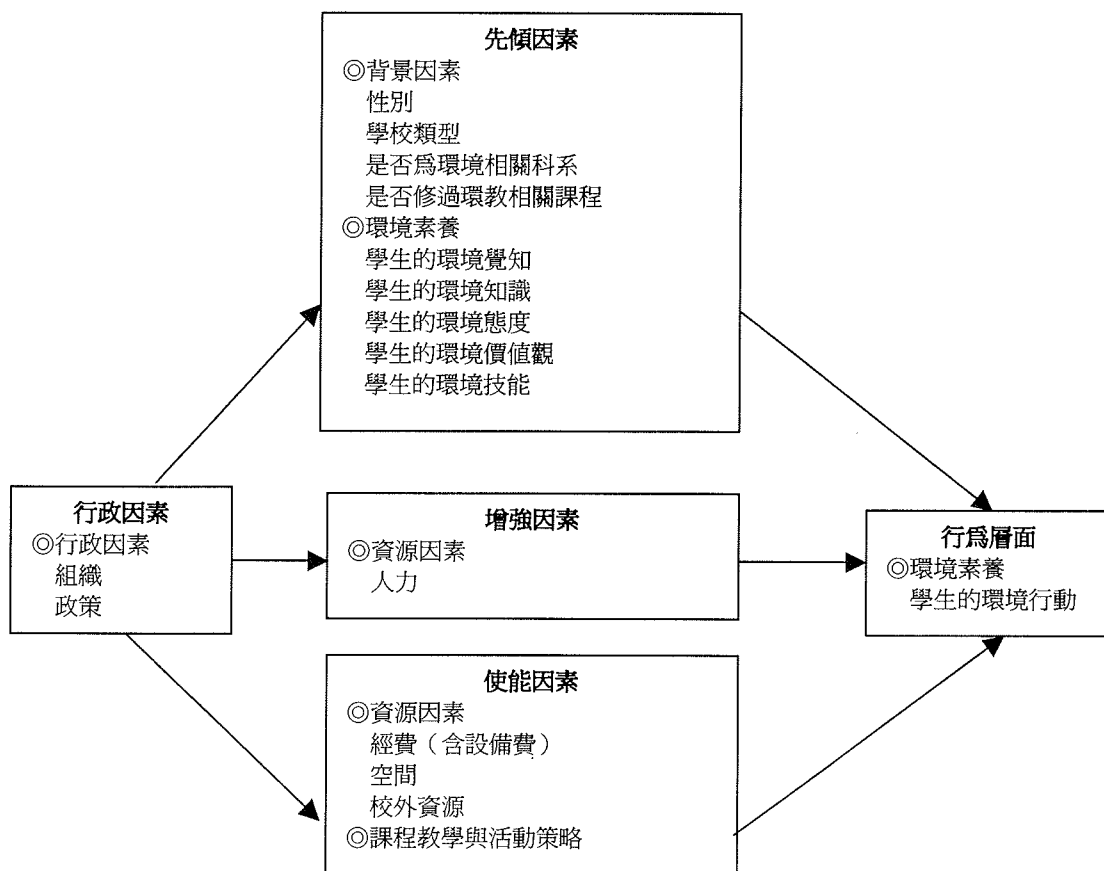 先傾因素
◎背景因素
性別
學校類型
是否為環境相關科系
是否修過環教相關課程
◎環境素養
學生的環境覺知
學生的環境知識
學生的環境態度
學生的環境價值觀
學生的環境技能
行政因素
◎行政因素
組織
政策
增強因素
◎資源因素
人力
使能因素
◎資源因素
經費（含設備費）
空間
校外資源
◎課程教學與活動策略
行為層面
◎環境素養
學生的環境行動